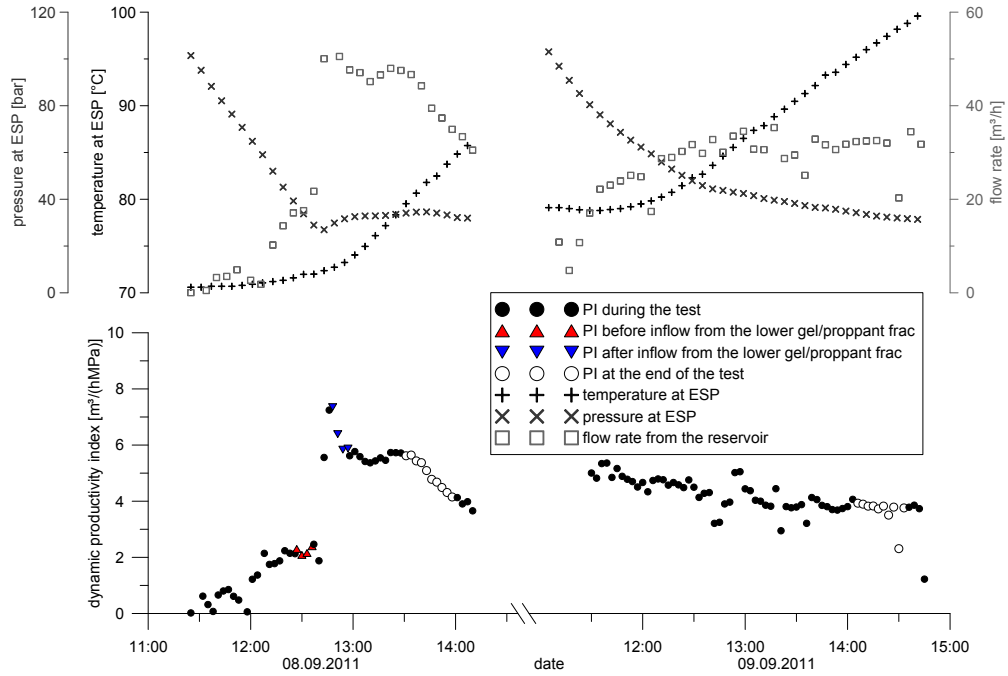 pressure at ESP [bar]
120
80
40
0
temperature at ESP [°C]
100
90
80
70
60
40
20
0
flow rate [m³/h]
PI during the test
PI before inflow from the lower gel/proppant frac
PI after inflow from the lower gel/proppant frac
PI at the end of the test
temperature at ESP
pressure at ESP
flow rate from the reservoir
dynamic productivity index [m³/(hMPa)]
10
8
6
4
2
0
11:00 12:00 13:00 14:00 12:00 13:00 14:00 15:00
08.09.2011 date 09.09.2011